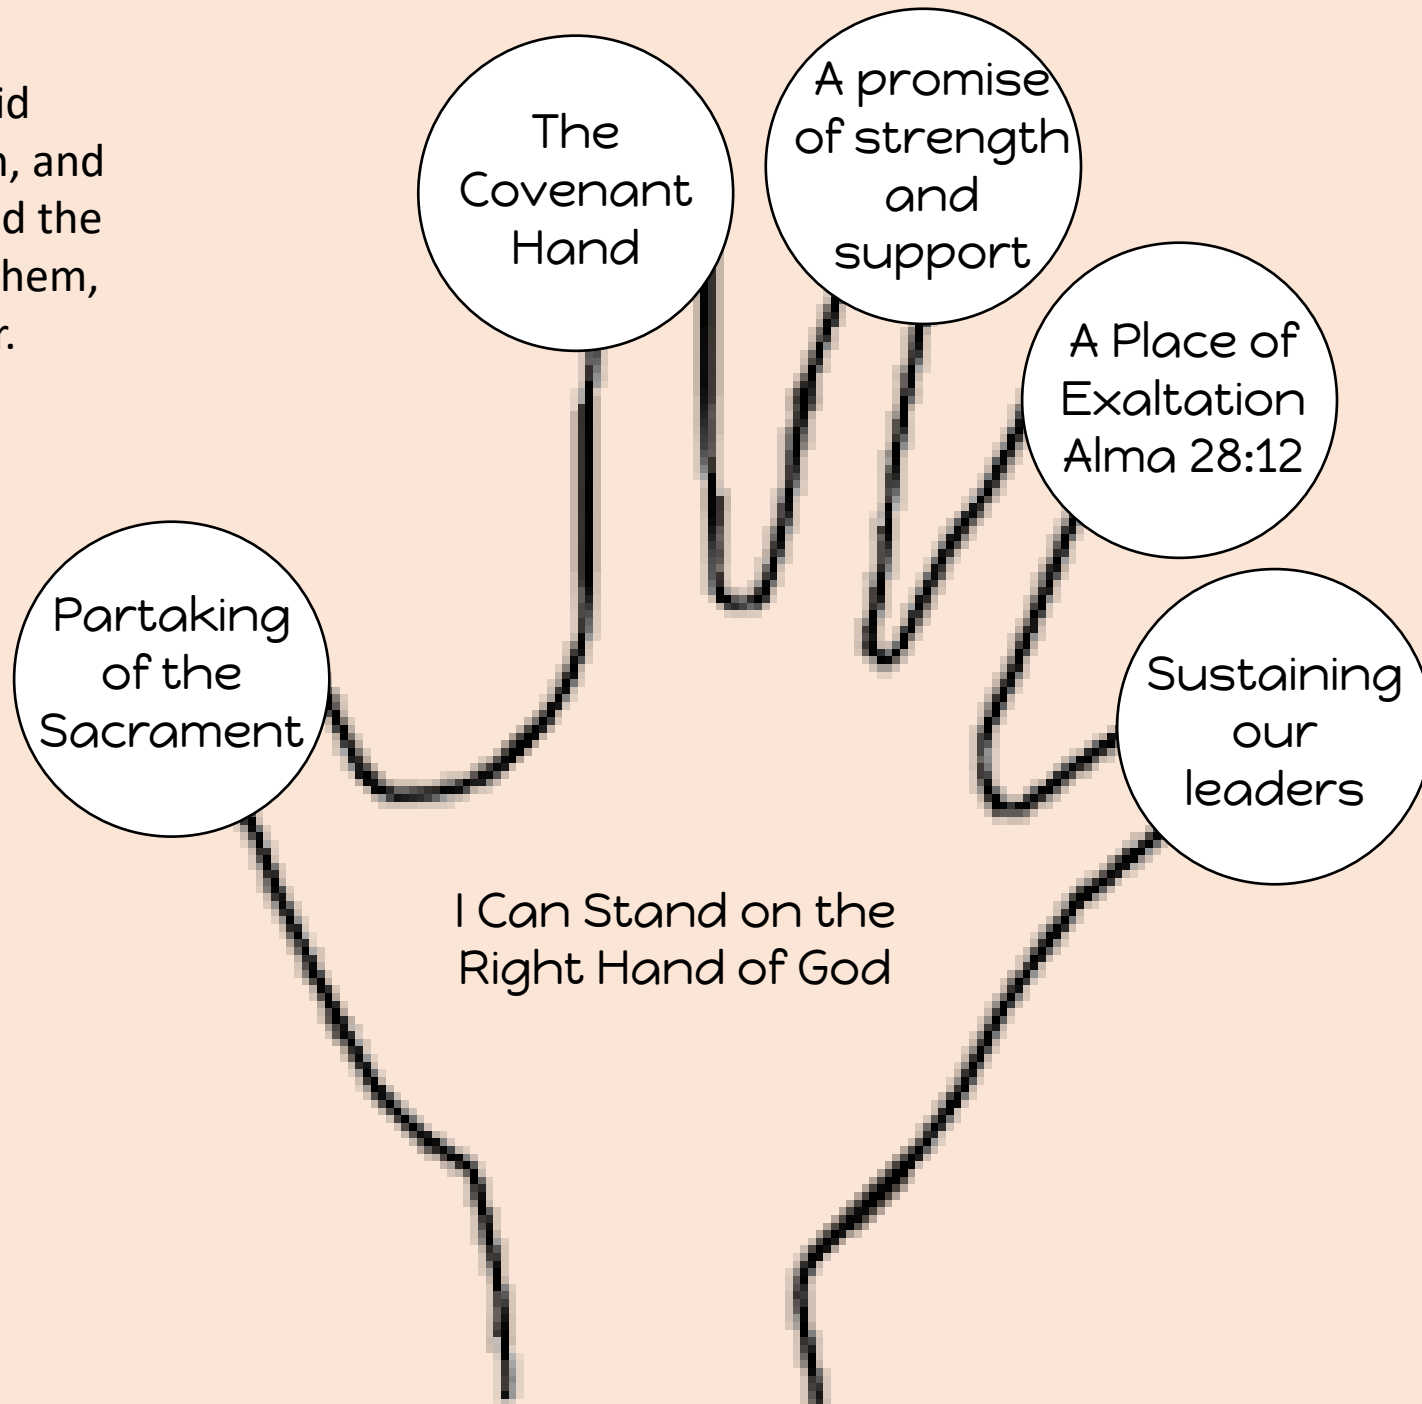 id
, and
d the
hem,
.
The
Covenant
Hand
A promise
of strength
and
support
A Place of
Exaltation
Alma 28:12
Partaking
of the
Sacrament
Sustaining
our
leaders
I Can Stand on the
Right Hand of God